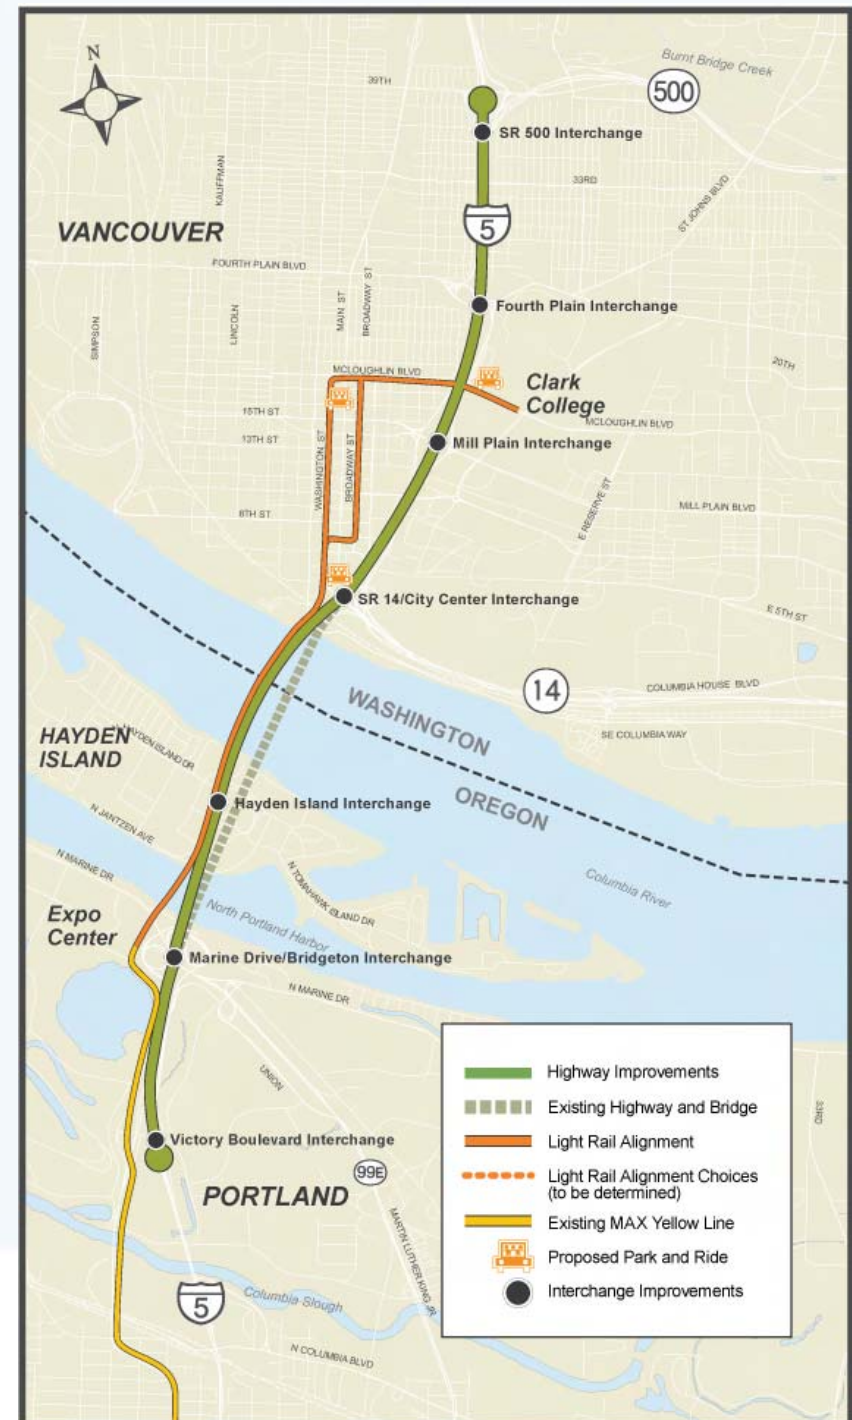 N
39TH
Burnt Bridge Creek
500
SR 500 Interchange
KAUFFMAN
33RD
ST JOHNS BLVD
VANCOUVER
5
FOURTH PLAIN BLVD
MAIN ST
BROADWAY ST
Fourth Plain Interchange
SIMPSON
LINCOLN
20TH
MCLOUGHLIN BLVD
Clark
College
15TH ST
MCLOUGHLIN BLVD
13TH ST
Mill Plain Interchange
WASHINGTON ST
BROADWAY ST
E RESERVE ST
MILL PLAIN BLVD
6TH ST
SR 14/City Center Interchange
E 5TH ST
14
COLUMBIA HOUSE BLVD
WASHINGTON
SE COLUMBIA WAY
HAYDEN
ISLAND
N HAYDEN ISLAND DR
OREGON
Hayden Island Interchange
N JANTZEN AVE
N MARINE DR
N TOMAHAWK ISLAND DR
Columbia River
Expo
Center
North Portland Harbor
Marine Drive/Bridgeton Interchange
N MARINE DR
UNION
33RD
Highway Improvements
Existing Highway and Bridge
Light Rail Alignment
Light Rail Alignment Choices
(to be determined)
Existing MAX Yellow Line
Proposed Park and Ride
Interchange Improvements
Victory Boulevard Interchange
99E
PORTLAND
MARTIN LUTHER KING JR
5
Columbia Slough
N COLUMBIA BLVD